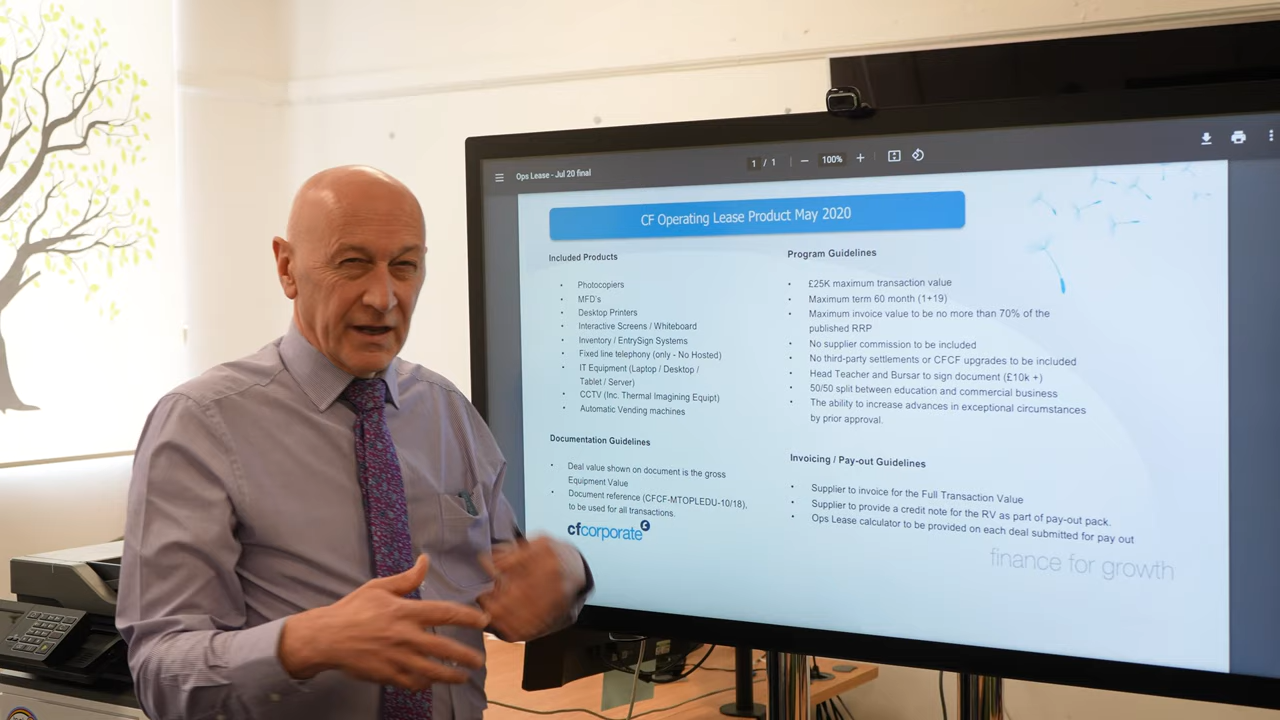 Ops Lease - Jul 20 final
1 / 1
100%
CF Operating Lease Product May 2020
Included Products
• Photocopiers
• MFD's
• Desktop Printers
• Interactive Screens / Whiteboard
• Inventory / EntrySign Systems
• Fixed line telephony (only - No Hosted)
• IT Equipment (Laptop / Desktop /
Tablet / Server)
• CCTV (Inc. Thermal Imagining Equipt)
• Automatic Vending machines
Documentation Guidelines
• Deal value shown on document is the gross
Equipment Value
• Document reference (CFCF-MTOPLEDU-10/18),
to be used for all transactions.
cfcorporate
Program Guidelines
• £25K maximum transaction value
• Maximum term 60 month (1+19)
• Maximum invoice value to be no more than 70% of the
published RRP
• No supplier commission to be included
• No third-party settlements or CFCF upgrades to be included
• Head Teacher and Bursar to sign document (£10k +)
• 50/50 split between education and commercial business
• The ability to increase advances in exceptional circumstances
by prior approval.
Invoicing / Pay-out Guidelines
• Supplier to invoice for the Full Transaction Value
• Supplier to provide a credit note for the RV as part of pay-out pack.
• Ops Lease calculator to be provided on each deal submitted for pay out
finance for growth